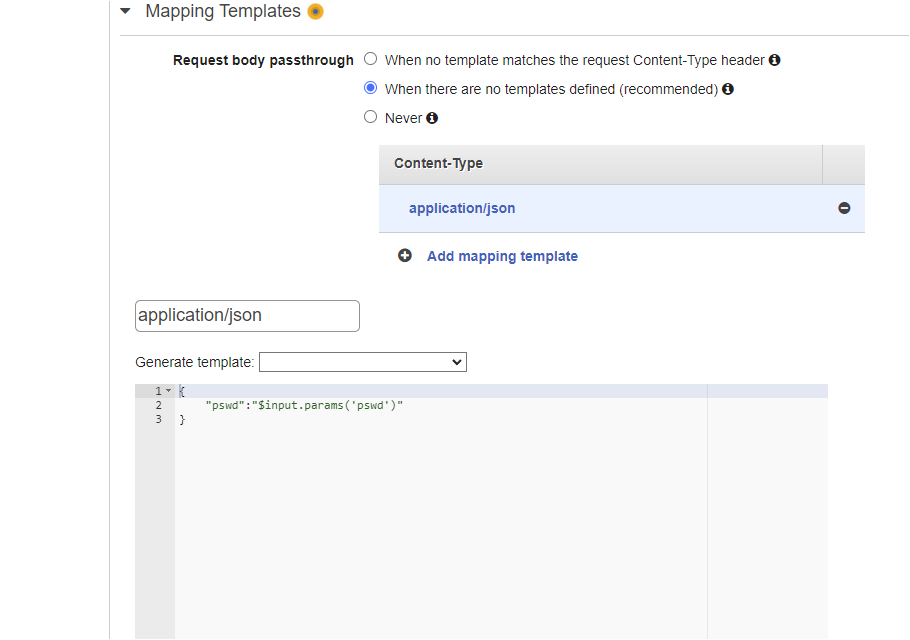 Mapping Templates
Request body passthrough When no template matches the request Content-Type header
When there are no templates defined (recommended)
Never
Content-Type
application/json
Add mapping template
application/json
Generate template:
1 {
2 "pswd":"$input.params('pswd')"
3 }